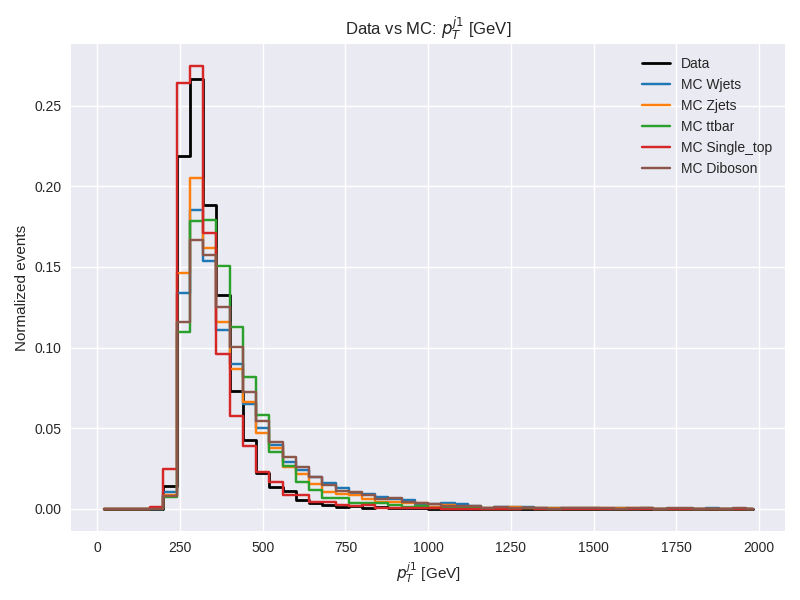 Data vs MC: $p_T^{j1}$ [GeV]
Normalized events
0.25
0.20
0.15
0.10
0.05
0.00
Data
MC Wjets
MC Zjets
MC ttbar
MC Single_top
MC Diboson
0 250 500 750 1000 1250 1500 1750 2000
$p_T^{j1}$ [GeV]